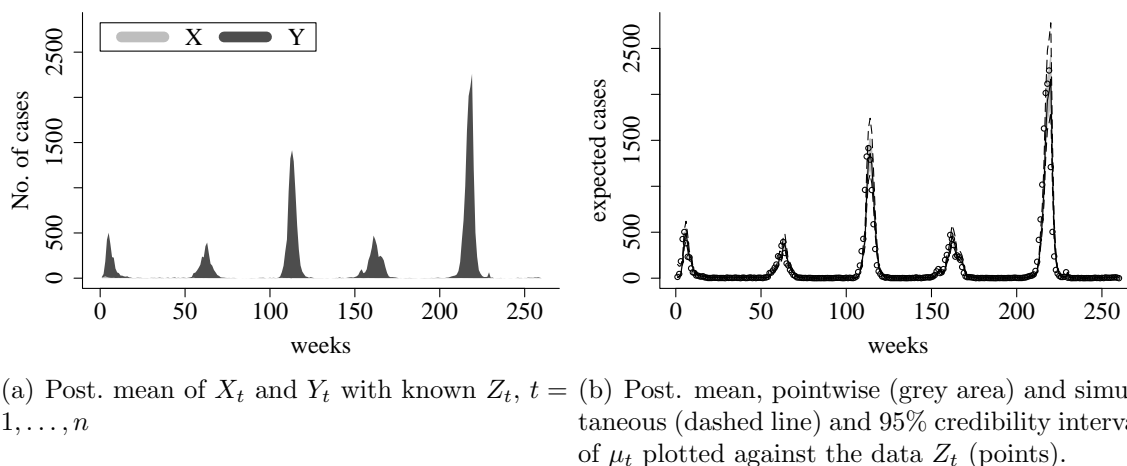 X Y
No. of cases
0 500 1500 2500
0 50 100 150 200 250
weeks
expected cases
0 500 1500 2500
0 50 100 150 200 250
weeks
(a) Post. mean of X_t and Y_t with known Z_t, t =
1, . . . , n
(b) Post. mean, pointwise (grey area) and simu
taneous (dashed line) and 95% credibility interva
of μ_t plotted against the data Z_t (points).